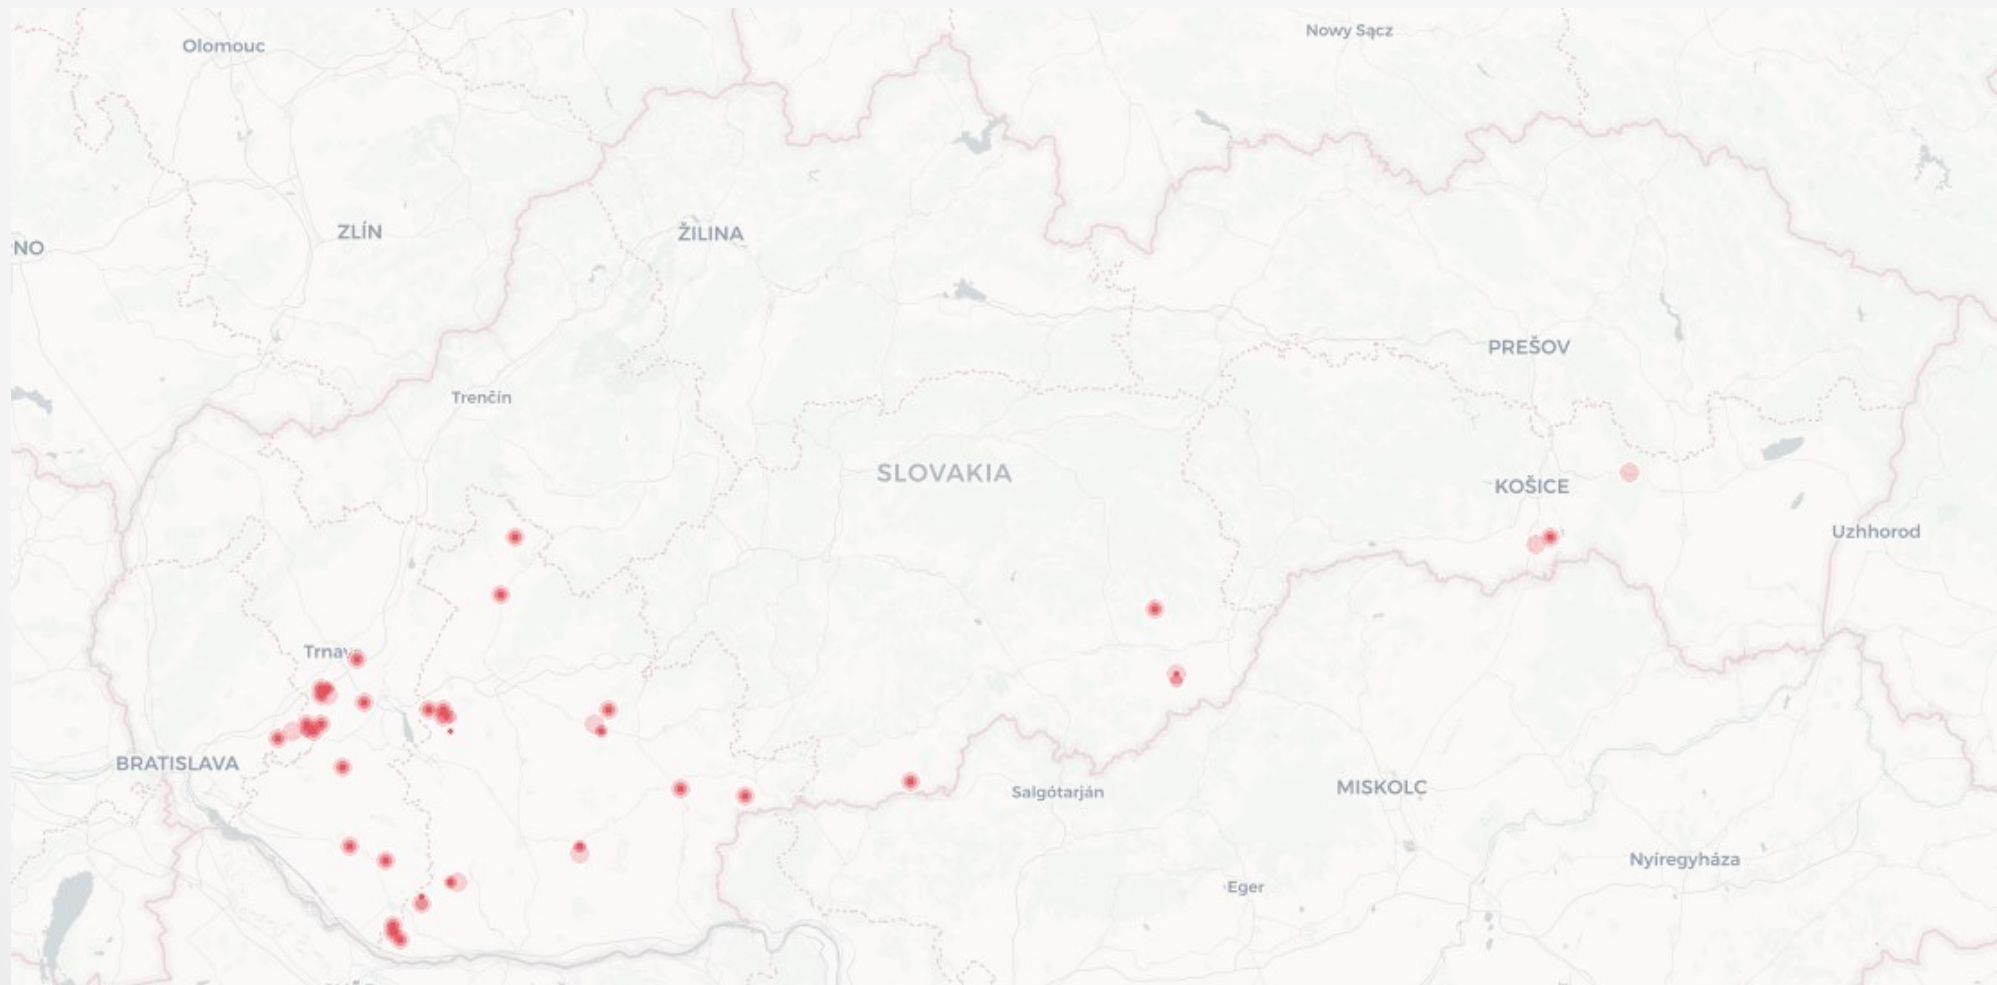 Olomouc
Nowy Sącz
ZLÍN
ŽILINA
NO
PREŠOV
Trenčín
SLOVAKIA
KOŠICE
Uzhhorod
Trnav
BRATISLAVA
Salgótarján
MISKOLC
Nyíregyháza
Eger